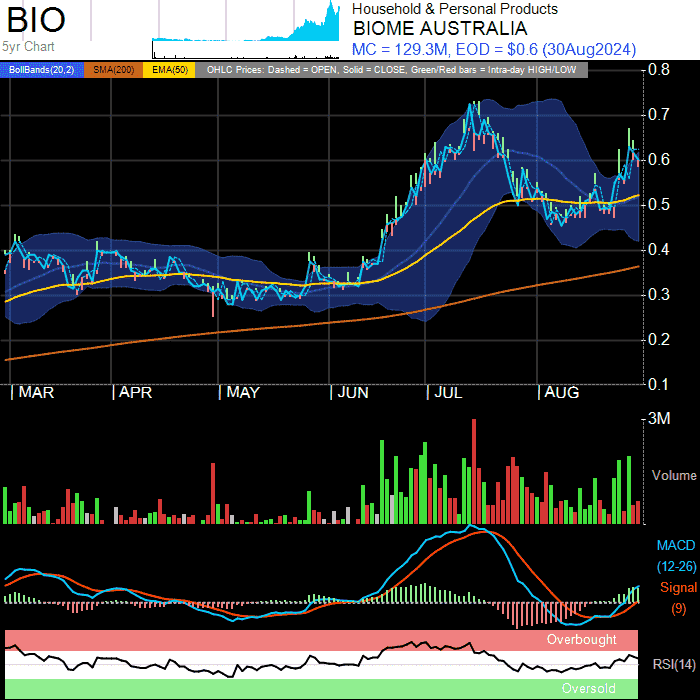 BIO
5yr Chart
Household & Personal Products
BIOME AUSTRALIA
MC = 129.3M, EOD = $0.6 (30Aug2024)
BollBands(20,2) SMA(200) EMA(50) OHLC Prices: Dashed = OPEN, Solid = CLOSE, Green/Red bars = Intra-day HIGH/LOW
0.8
0.7
0.6
0.5
0.4
0.3
0.2
0.1
MAR APR MAY JUN JUL AUG
3M
Volume
MACD
(12-26)
Signal
(9)
Overbought
RSI(14)
Oversold